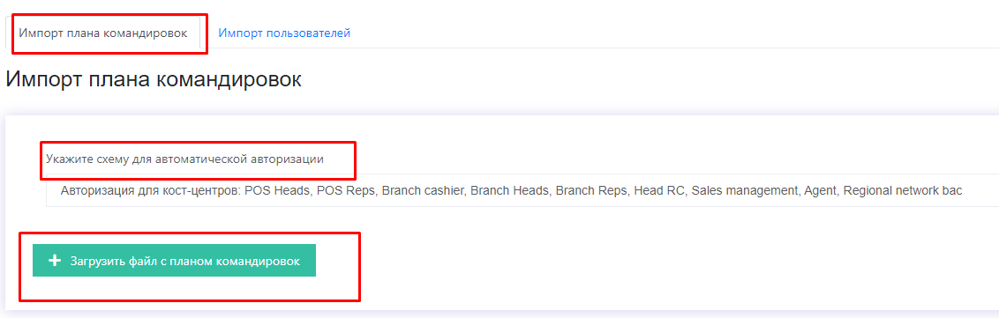 Импорт плана командировок Импорт пользователей
Импорт плана командировок
Укажите схему для автоматической авторизации
Авторизация для кост-центров: POS Heads, POS Reps, Branch cashier, Branch Heads, Branch Reps, Head RC, Sales management, Agent, Regional network bac
Загрузить файл с планом командировок